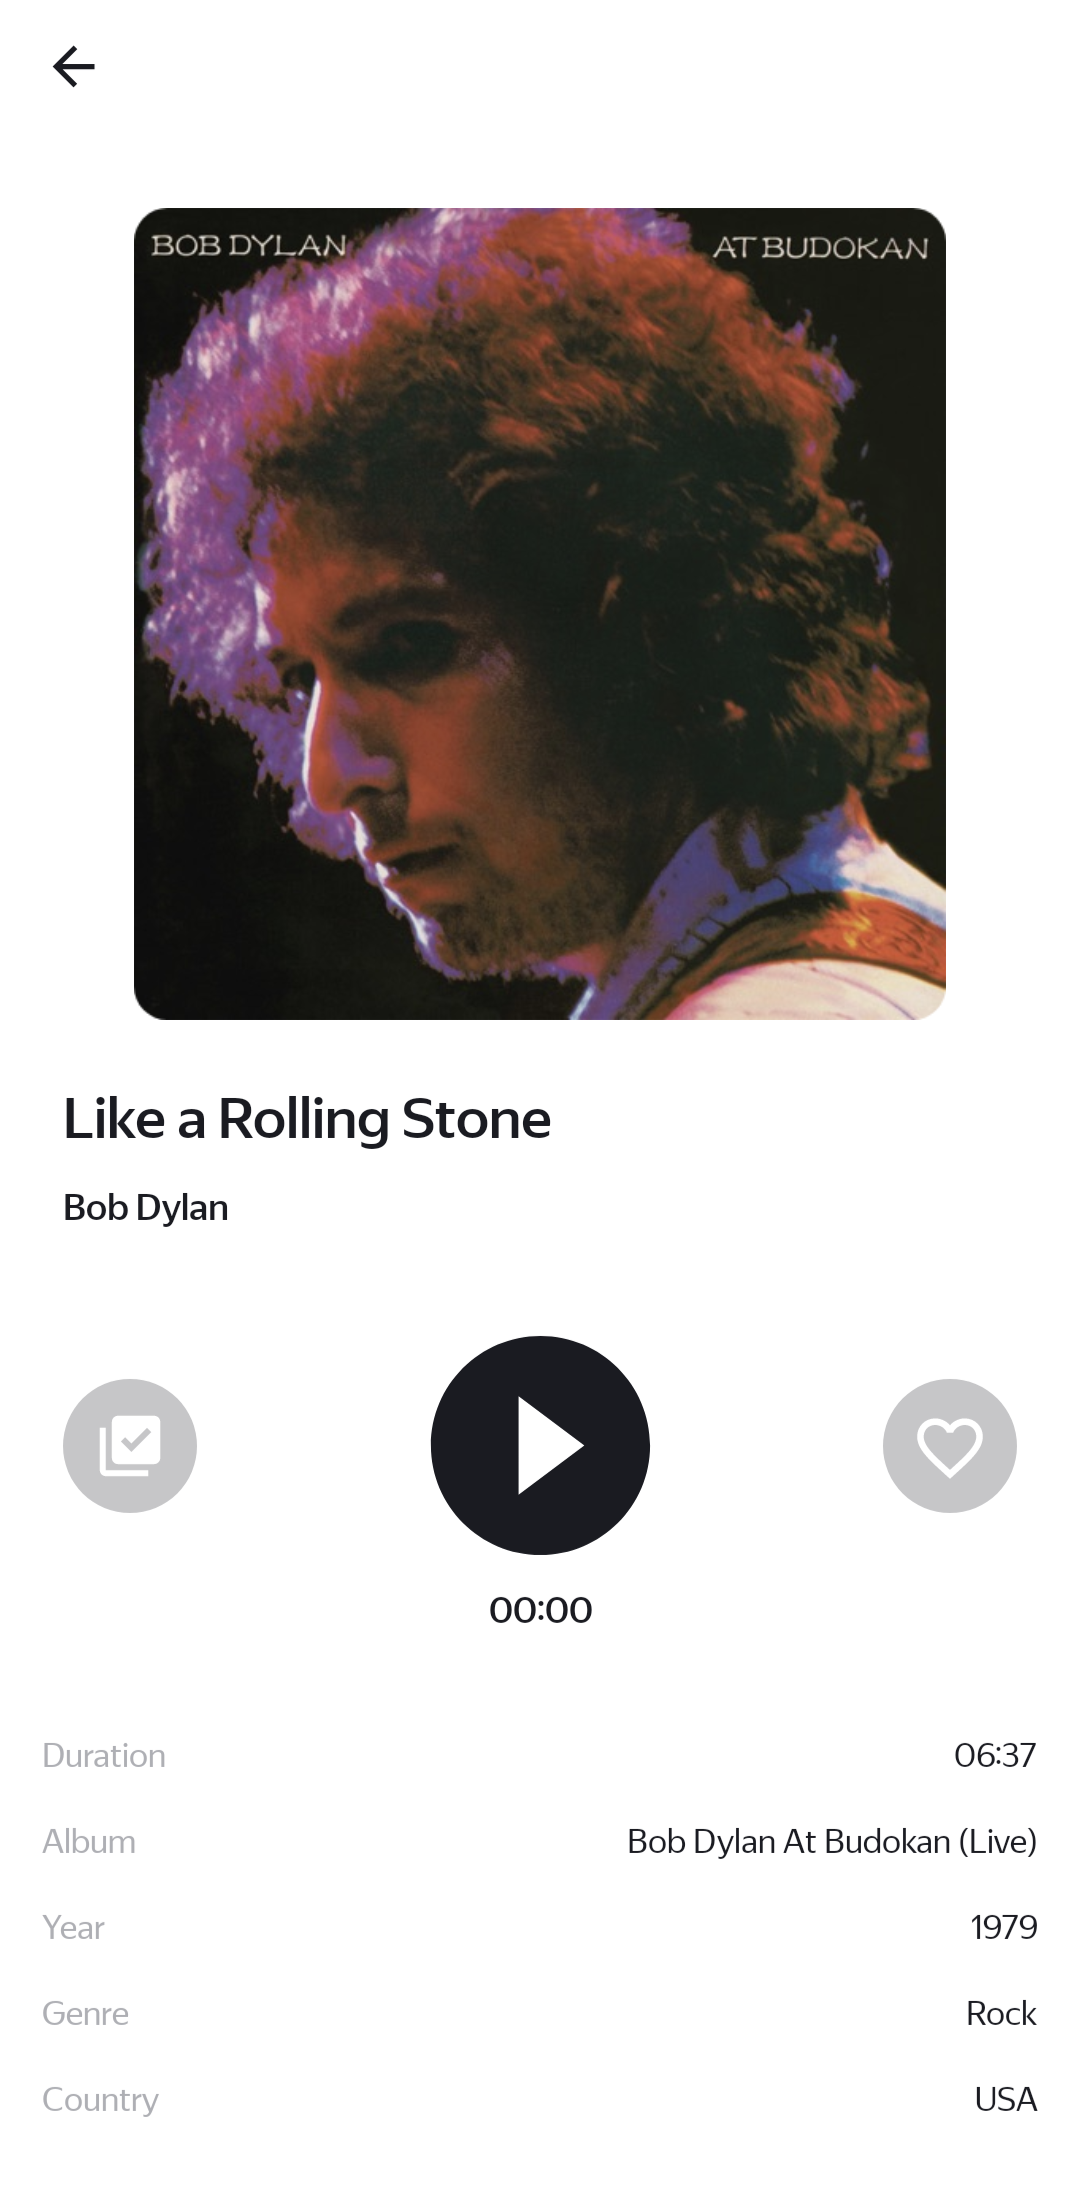 BOB DYLAN
AT BUDOKAN
Like a Rolling Stone
Bob Dylan
00:00
Duration 06:37
Album Bob Dylan At Budokan (Live)
Year 1979
Genre Rock
Country USA